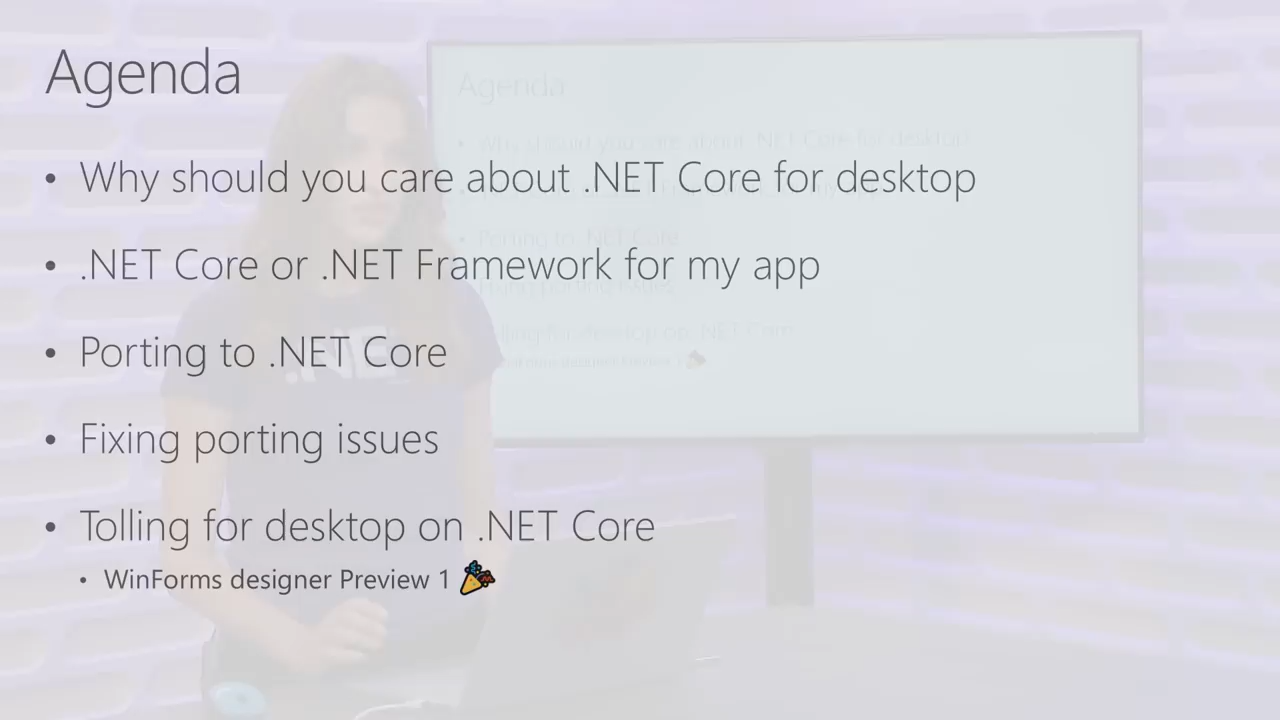 Agenda
• Why should you care about .NET Core for desktop
• .NET Core or .NET Framework for my app
• Porting to .NET Core
• Fixing porting issues
• Tolling for desktop on .NET Core
• WinForms designer Preview 1 🎉